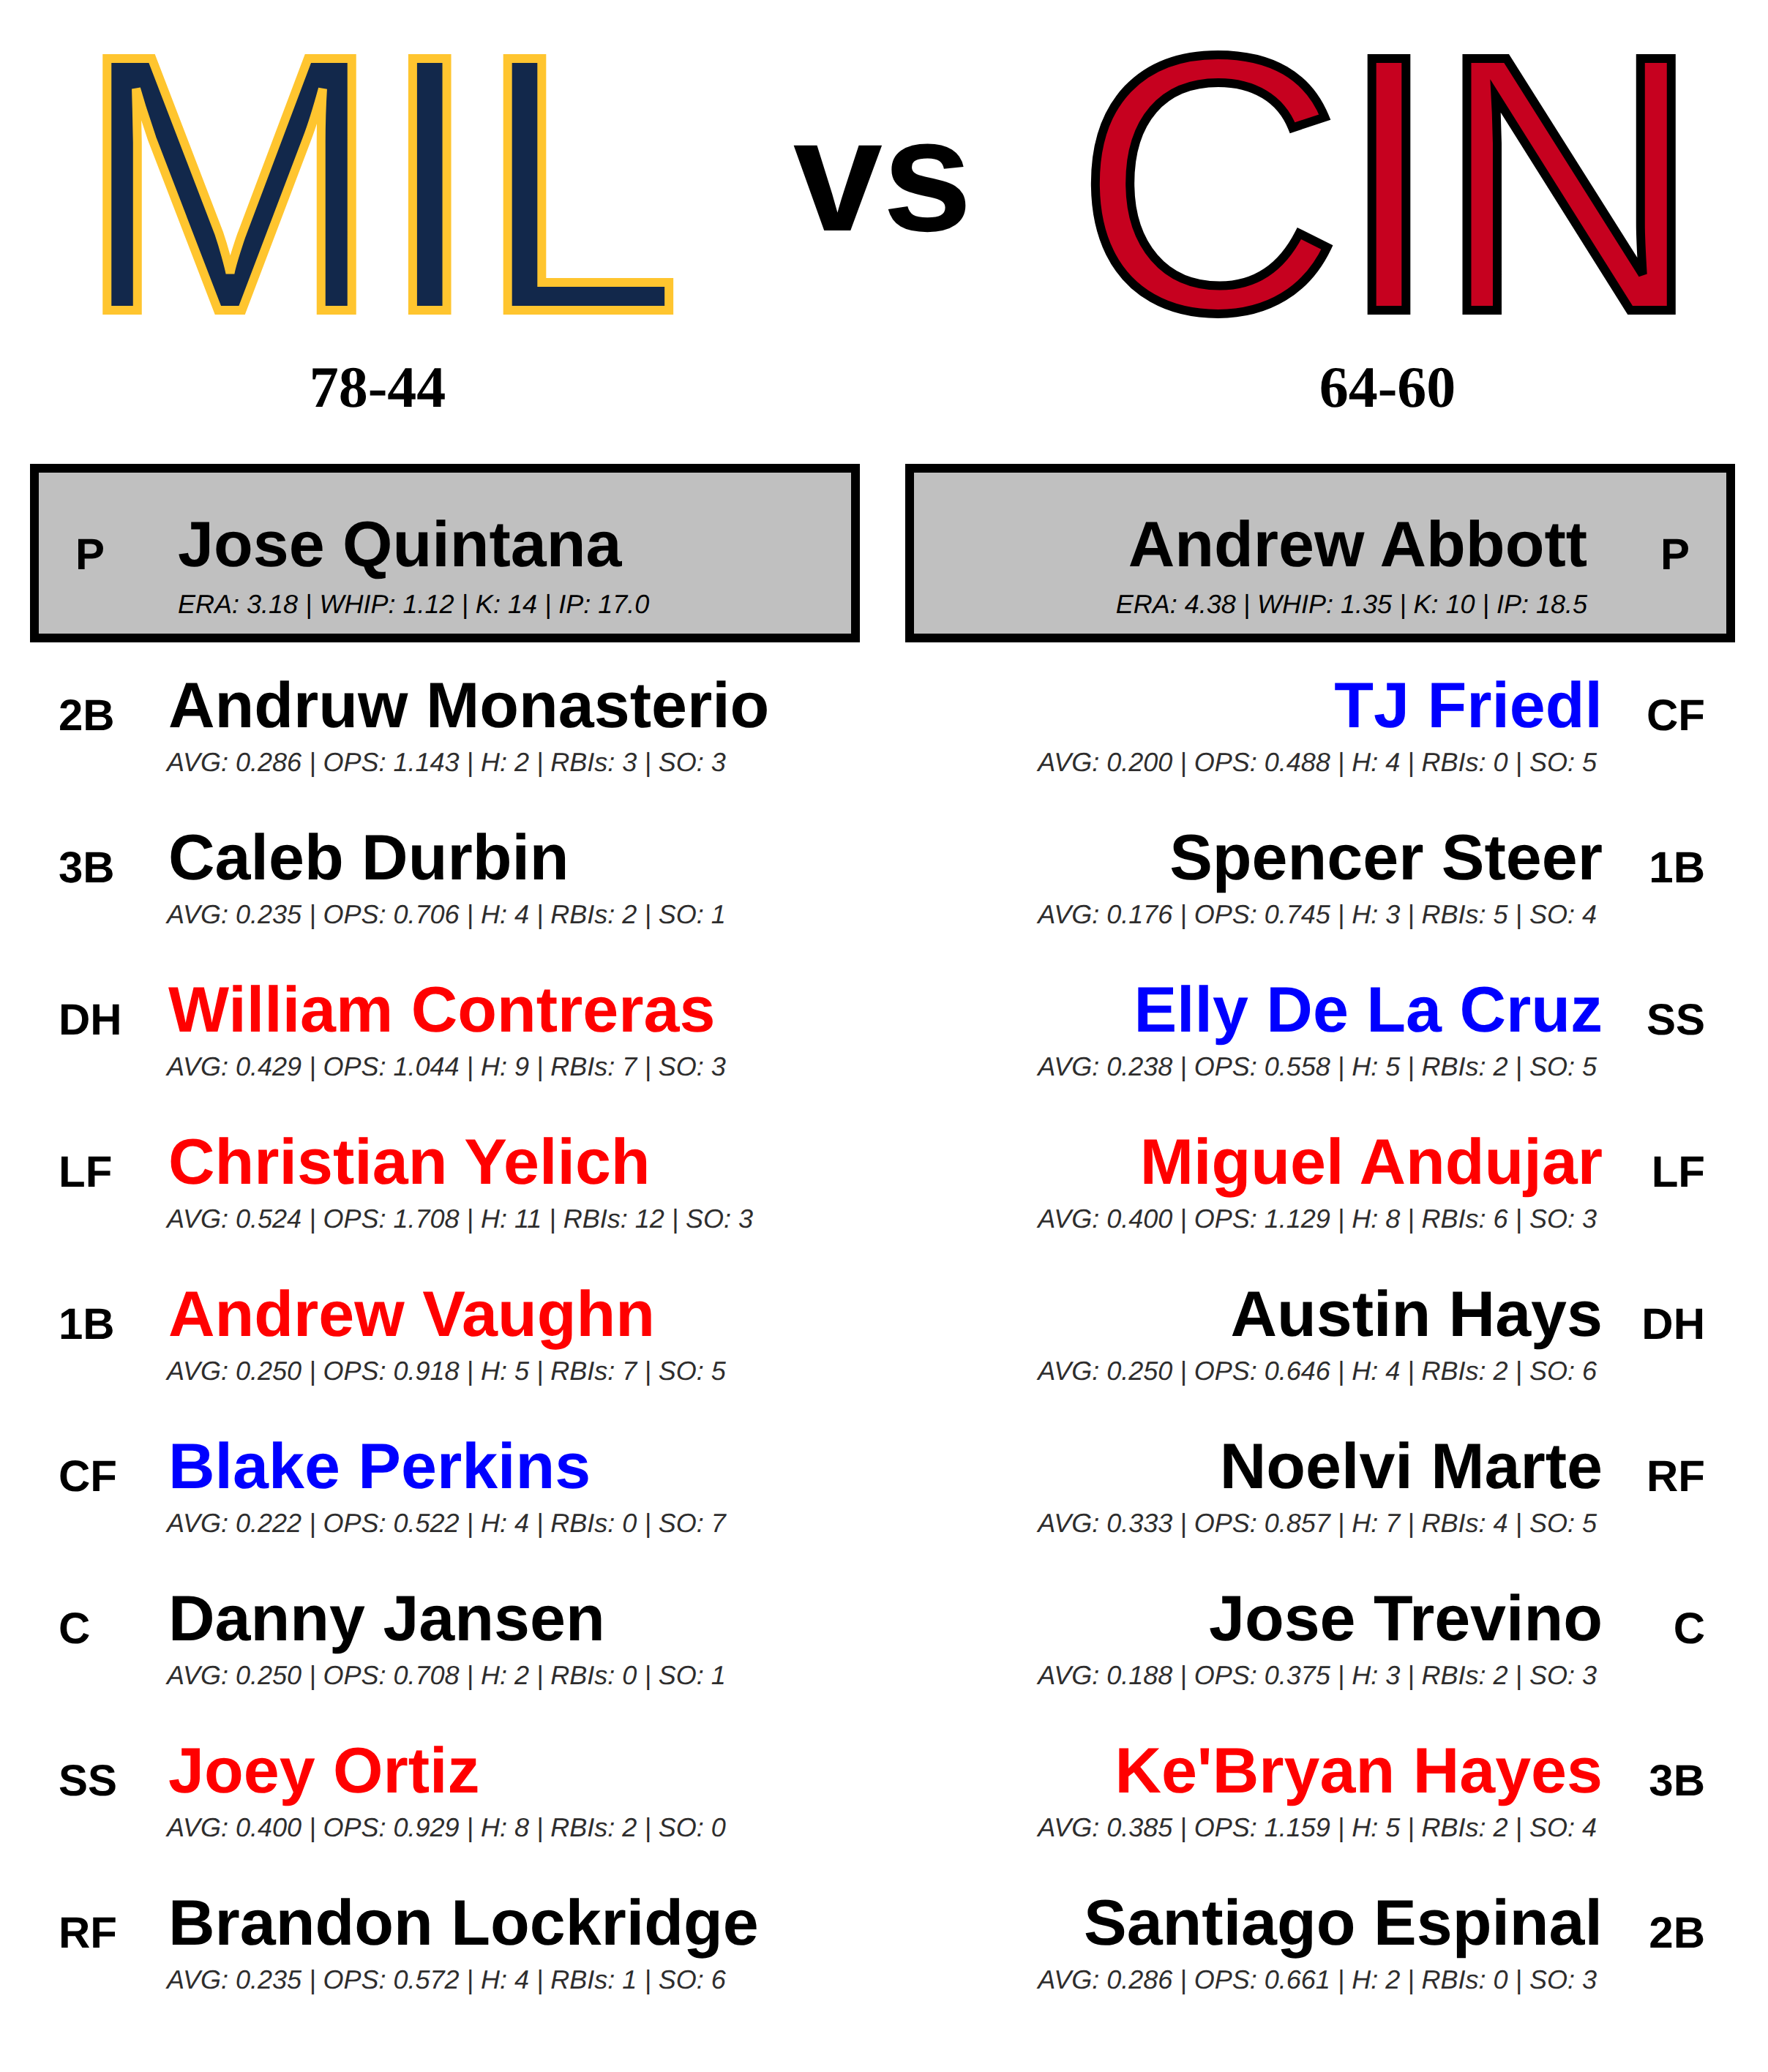 MIL vs CIN
78-44 64-60
P Jose Quintana Andrew Abbott P
ERA: 3.18 | WHIP: 1.12 | K: 14 | IP: 17.0 ERA: 4.38 | WHIP: 1.35 | K: 10 | IP: 18.5
2B Andruw Monasterio TJ Friedl CF
AVG: 0.286 | OPS: 1.143 | H: 2 | RBIs: 3 | SO: 3 AVG: 0.200 | OPS: 0.488 | H: 4 | RBIs: 0 | SO: 5
3B Caleb Durbin Spencer Steer 1B
AVG: 0.235 | OPS: 0.706 | H: 4 | RBIs: 2 | SO: 1 AVG: 0.176 | OPS: 0.745 | H: 3 | RBIs: 5 | SO: 4
DH William Contreras Elly De La Cruz SS
AVG: 0.429 | OPS: 1.044 | H: 9 | RBIs: 7 | SO: 3 AVG: 0.238 | OPS: 0.558 | H: 5 | RBIs: 2 | SO: 5
LF Christian Yelich Miguel Andujar LF
AVG: 0.524 | OPS: 1.708 | H: 11 | RBIs: 12 | SO: 3 AVG: 0.400 | OPS: 1.129 | H: 8 | RBIs: 6 | SO: 3
1B Andrew Vaughn Austin Hays DH
AVG: 0.250 | OPS: 0.918 | H: 5 | RBIs: 7 | SO: 5 AVG: 0.250 | OPS: 0.646 | H: 4 | RBIs: 2 | SO: 6
CF Blake Perkins Noelvi Marte RF
AVG: 0.222 | OPS: 0.522 | H: 4 | RBIs: 0 | SO: 7 AVG: 0.333 | OPS: 0.857 | H: 7 | RBIs: 4 | SO: 5
C Danny Jansen Jose Trevino C
AVG: 0.250 | OPS: 0.708 | H: 2 | RBIs: 0 | SO: 1 AVG: 0.188 | OPS: 0.375 | H: 3 | RBIs: 2 | SO: 3
SS Joey Ortiz Ke'Bryan Hayes 3B
AVG: 0.400 | OPS: 0.929 | H: 8 | RBIs: 2 | SO: 0 AVG: 0.385 | OPS: 1.159 | H: 5 | RBIs: 2 | SO: 4
RF Brandon Lockridge Santiago Espinal 2B
AVG: 0.235 | OPS: 0.572 | H: 4 | RBIs: 1 | SO: 6 AVG: 0.286 | OPS: 0.661 | H: 2 | RBIs: 0 | SO: 3